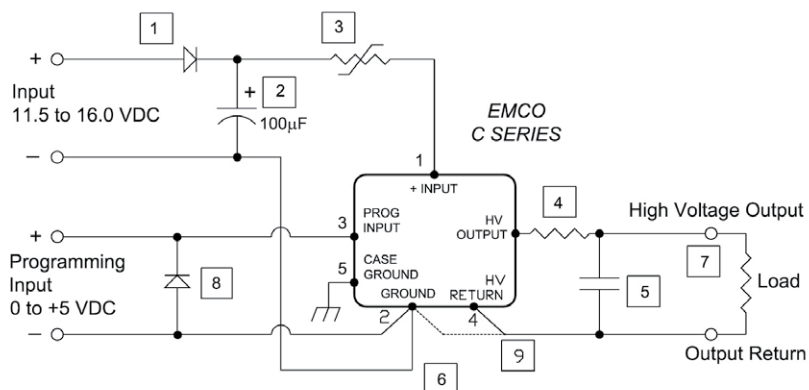 1
3
+
Input
11.5 to 16.0 VDC
−
+
2
100µF
EMCO
C SERIES
1
+ INPUT
3
PROG
INPUT
5
CASE
GROUND
GROUND
2
HV
OUTPUT
HV
RETURN
4
+
Programming
Input
0 to +5 VDC
−
8
4
High Voltage Output
7
5
Load
9
6
Output Return